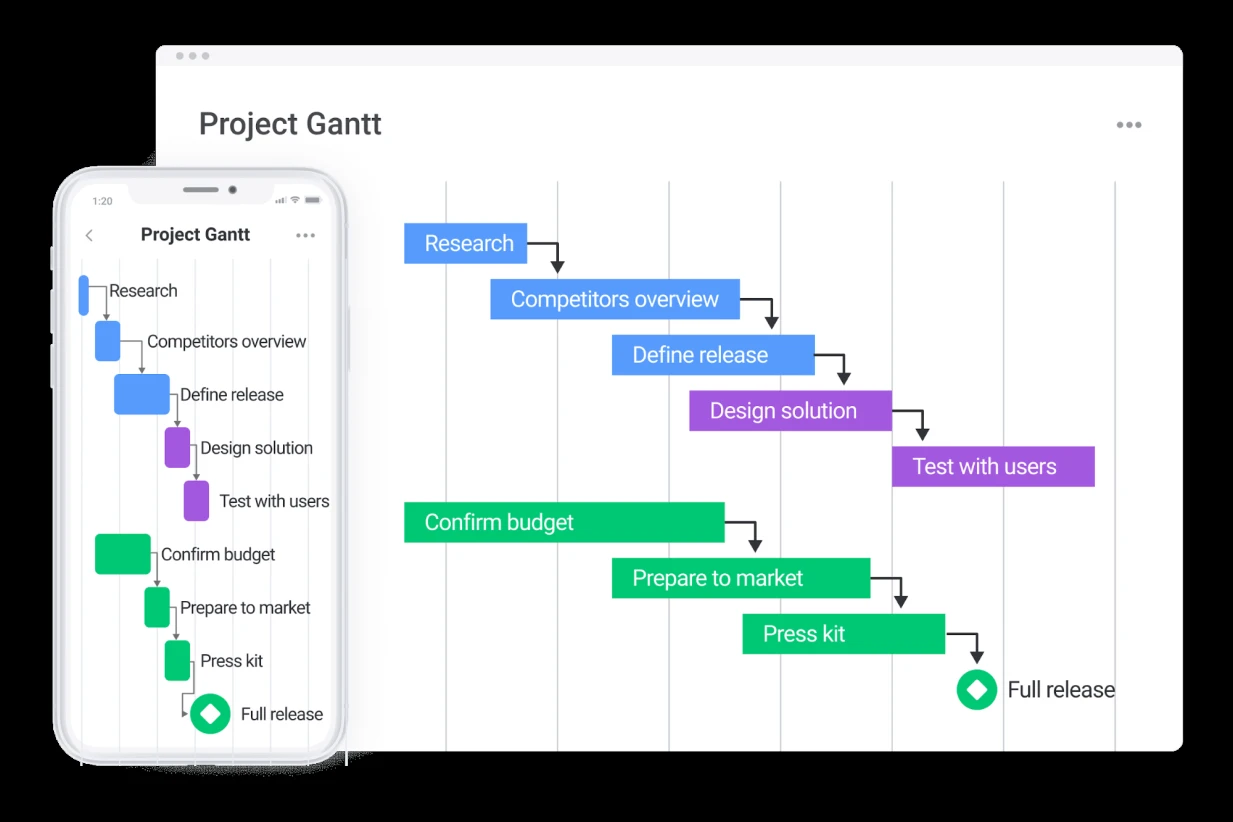 Project Gantt
Research
Competitors overview
Define release
Design solution
Test with users
Confirm budget
Prepare to market
Press kit
Full release
1:20
Project Gantt
Research
Competitors overview
Define release
Design solution
Test with users
Confirm budget
Prepare to market
Press kit
Full release